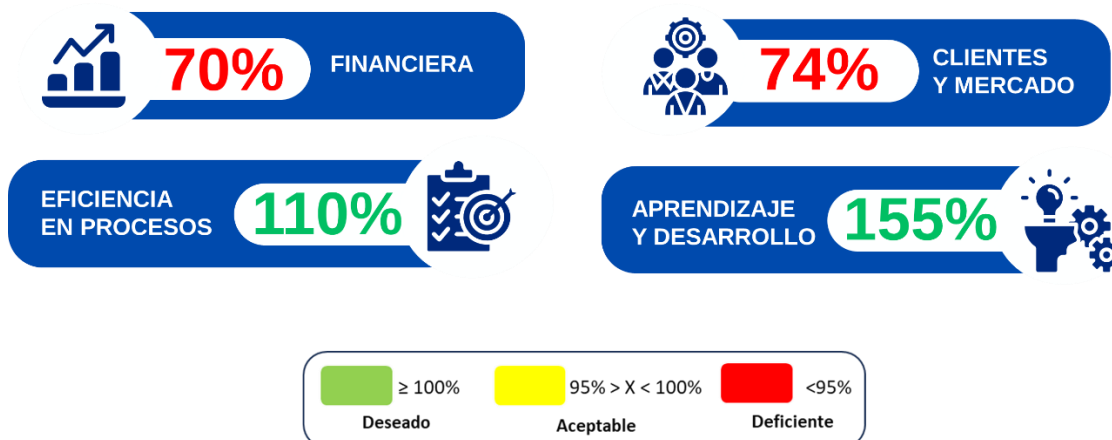 70%
FINANCIERA
74%
CLIENTES
Y MERCADO
EFICIENCIA
EN PROCESOS
110%
APRENDIZAJE
Y DESARROLLO
155%
≥ 100%
95% > X < 100%
<95%
Deseado
Aceptable
Deficiente